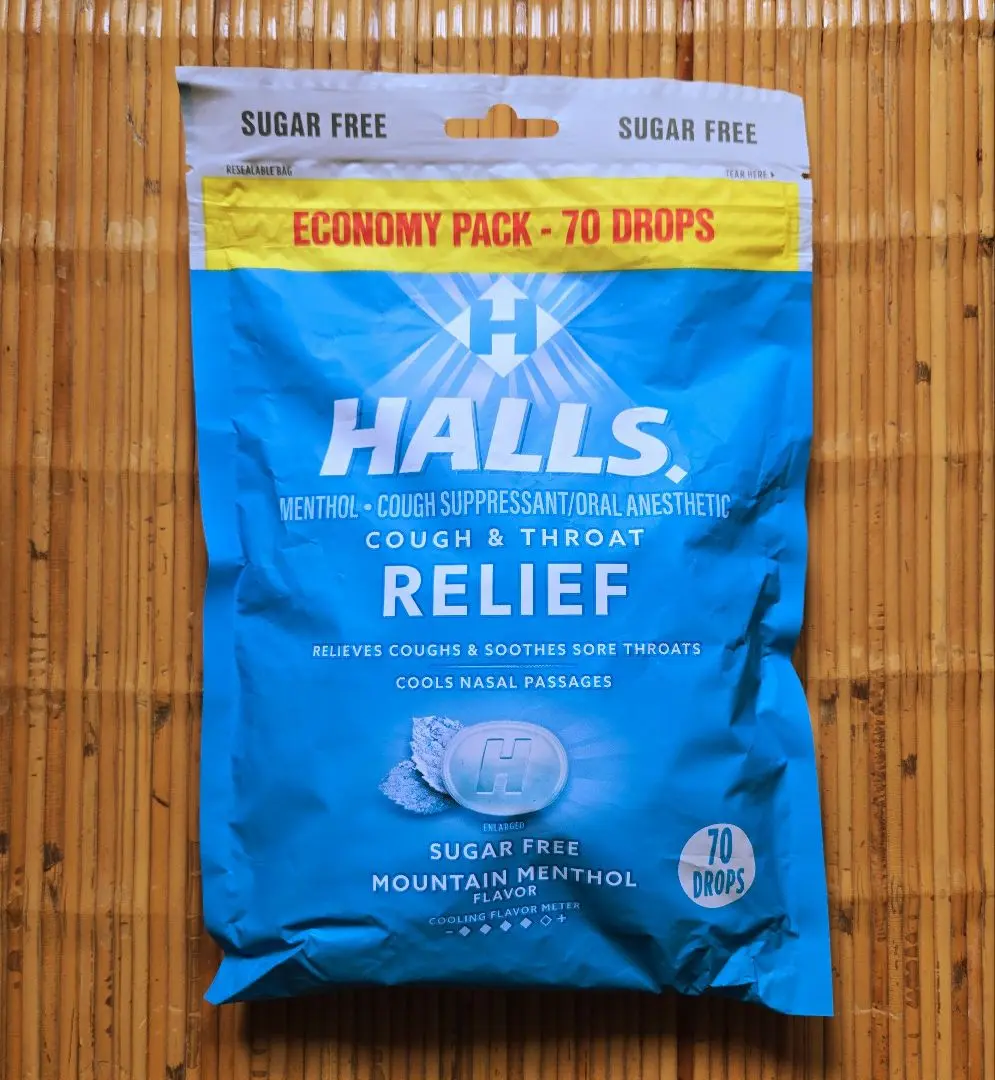 SUGAR FREE
SUGAR FREE
RESEALABLE BAG
TEAR HERE
ECONOMY PACK - 70 DROPS
H
HALLS.
MENTHOL • COUGH SUPPRESSANT/ORAL ANESTHETIC
COUGH & THROAT
RELIEF
RELIEVES COUGHS & SOOTHES SORE THROATS
COOLS NASAL PASSAGES
H
ENLARGED
SUGAR FREE
MOUNTAIN MENTHOL
FLAVOR
COOLING FLAVOR METER
- ◆ ◆ ◆ ◆ ◇ +
70
DROPS